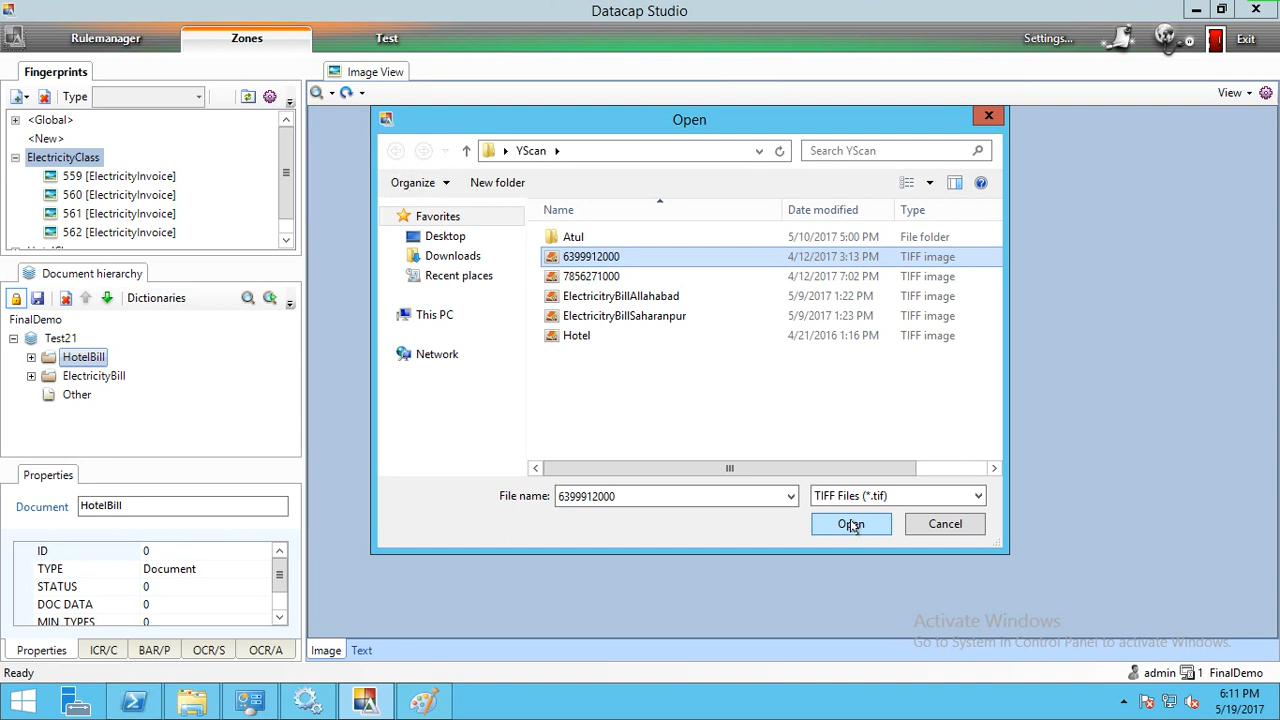 Datacap Studio
Rulemanager
Zones
Test
Settings...
Exit
Fingerprints
Type
<Global>
<New>
ElectricityClass
559 [ElectricityInvoice]
560 [ElectricityInvoice]
561 [ElectricityInvoice]
562 [ElectricityInvoice]
Document hierarchy
Dictionaries
FinalDemo
Test21
HotelBill
ElectricityBill
Other
Properties
Document HotelBill
ID 0
TYPE Document
STATUS 0
DOC DATA 0
MIN_TYPES 0
Properties ICR/C BAR/P OCR/S OCR/A
Image View
View
Open
YScan
Search YScan
Organize New folder
Favorites
Desktop
Downloads
Recent places
This PC
Network
Name Date modified Type
Atul 5/10/2017 5:00 PM File folder
6399912000 4/12/2017 3:13 PM TIFF image
7856271000 4/12/2017 7:02 PM TIFF image
ElectricitryBillAllahabad 5/9/2017 1:22 PM TIFF image
ElectricitryBillSaharanpur 5/9/2017 1:23 PM TIFF image
Hotel 4/21/2016 1:16 PM TIFF image
File name: 6399912000 TIFF Files (*.tif)
Open Cancel
Activate Windows
Go to System in Control Panel to activate Windows.
Image Text
Ready
admin 1 FinalDemo
6:11 PM
5/19/2017